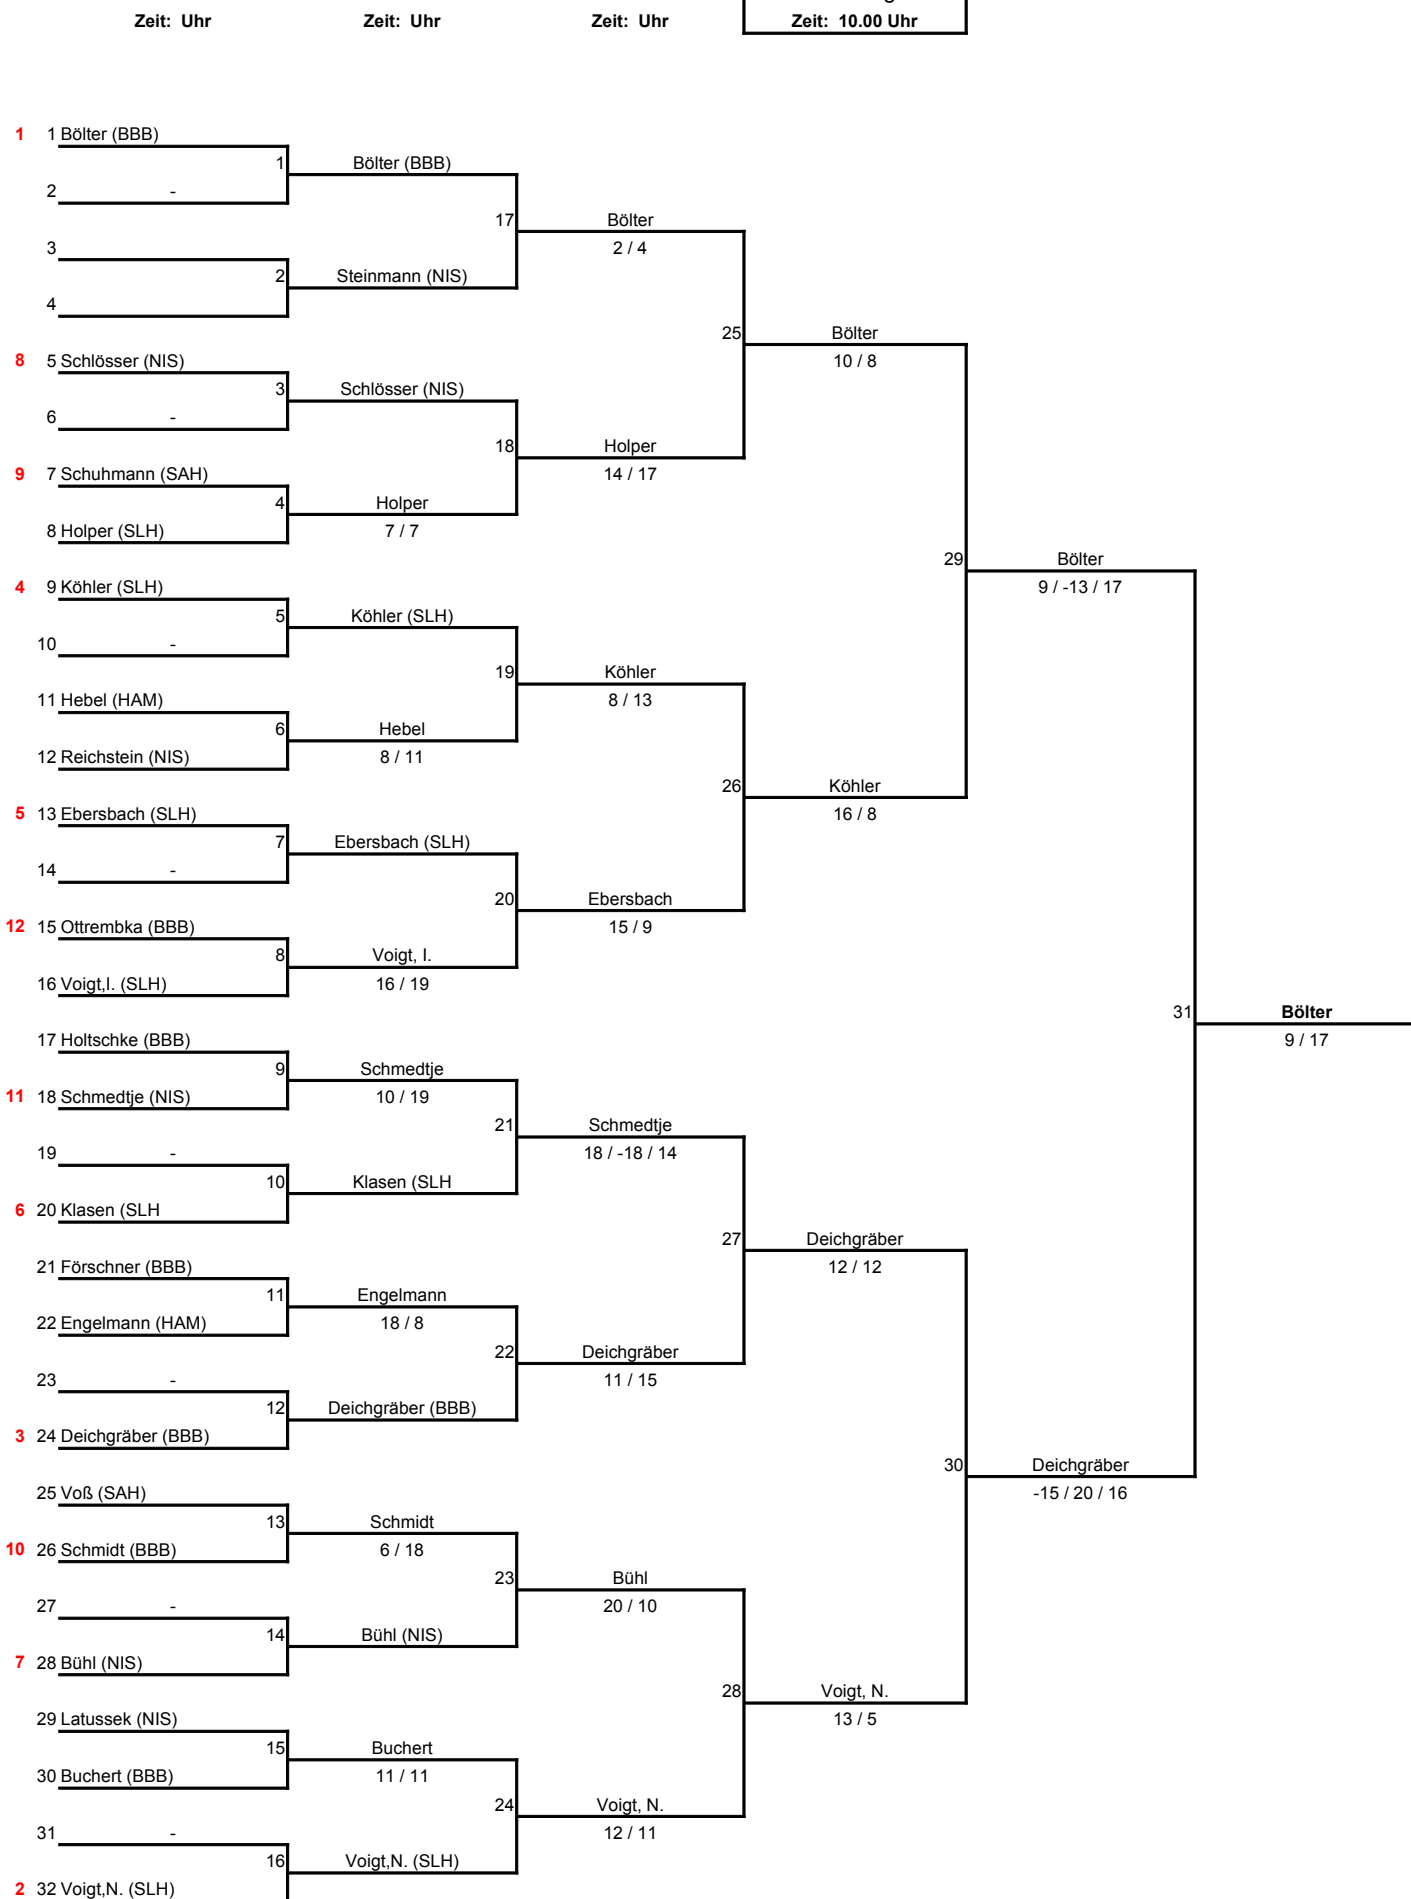 Zeit: Uhr Zeit: Uhr Zeit: Uhr Zeit: 10.00 Uhr
1 1 Bölter (BBB)
1 Bölter (BBB)
2 -
17 Bölter
3 2 / 4
2 Steinmann (NIS)
4
25 Bölter
8 5 Schlösser (NIS) 10 / 8
3 Schlösser (NIS)
6 -
18 Holper
9 7 Schuhmann (SAH) 14 / 17
4 Holper
8 Holper (SLH) 7 / 7
29 Bölter
4 9 Köhler (SLH) 9 / -13 / 17
5 Köhler (SLH)
10 -
19 Köhler
11 Hebel (HAM) 8 / 13
6 Hebel
12 Reichstein (NIS) 8 / 11
26 Köhler
5 13 Ebersbach (SLH) 16 / 8
7 Ebersbach (SLH)
14 -
20 Ebersbach
12 15 Ottrembka (BBB) 15 / 9
8 Voigt, I.
16 Voigt,I. (SLH) 16 / 19
31 Bölter
17 Holtschke (BBB) 9 / 17
9 Schmedtje
11 18 Schmedtje (NIS) 10 / 19
21 Schmedtje
19 - 18 / -18 / 14
10 Klasen (SLH
6 20 Klasen (SLH
27 Deichgräber
21 Förschner (BBB) 12 / 12
11 Engelmann
22 Engelmann (HAM) 18 / 8
22 Deichgräber
23 - 11 / 15
12 Deichgräber (BBB)
3 24 Deichgräber (BBB)
30 Deichgräber
25 Voß (SAH) -15 / 20 / 16
13 Schmidt
10 26 Schmidt (BBB) 6 / 18
23 Bühl
27 - 20 / 10
14 Bühl (NIS)
7 28 Bühl (NIS)
28 Voigt, N.
29 Latussek (NIS) 13 / 5
15 Buchert
30 Buchert (BBB) 11 / 11
24 Voigt, N.
31 - 12 / 11
16 Voigt,N. (SLH)
2 32 Voigt,N. (SLH)